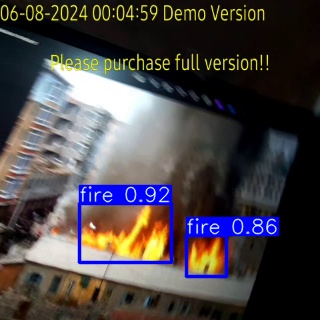 06-08-2024 00:04:59 Demo Version
Please purchase full version!!
fire 0.92
fire 0.86